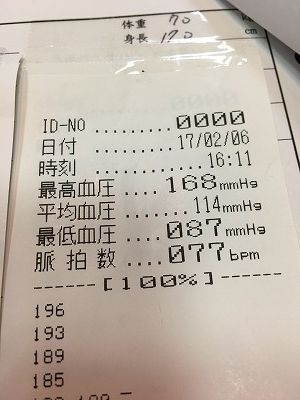 体重 70
身長 170 cm
ID-NO .........0000
日付 .........17/02/06
時刻 ............16:11
最高血圧....168mmHg
平均血圧......114mmHg
最低血圧....087mmHg
脈拍数....077bpm
------[100%]------
196
193
189
185